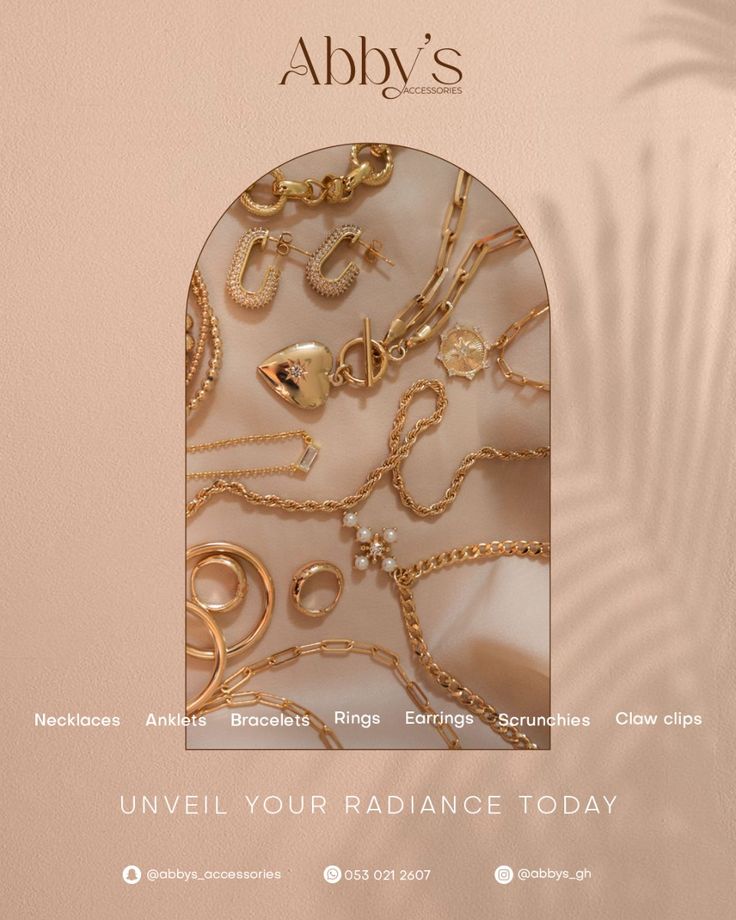 Abby's
ACCESSORIES
Necklaces Anklets Bracelets Rings Earrings Scrunchies Claw clips
UNVEIL YOUR RADIANCE TODAY
@abbys_accessories 053 021 2607 @abbys_gh